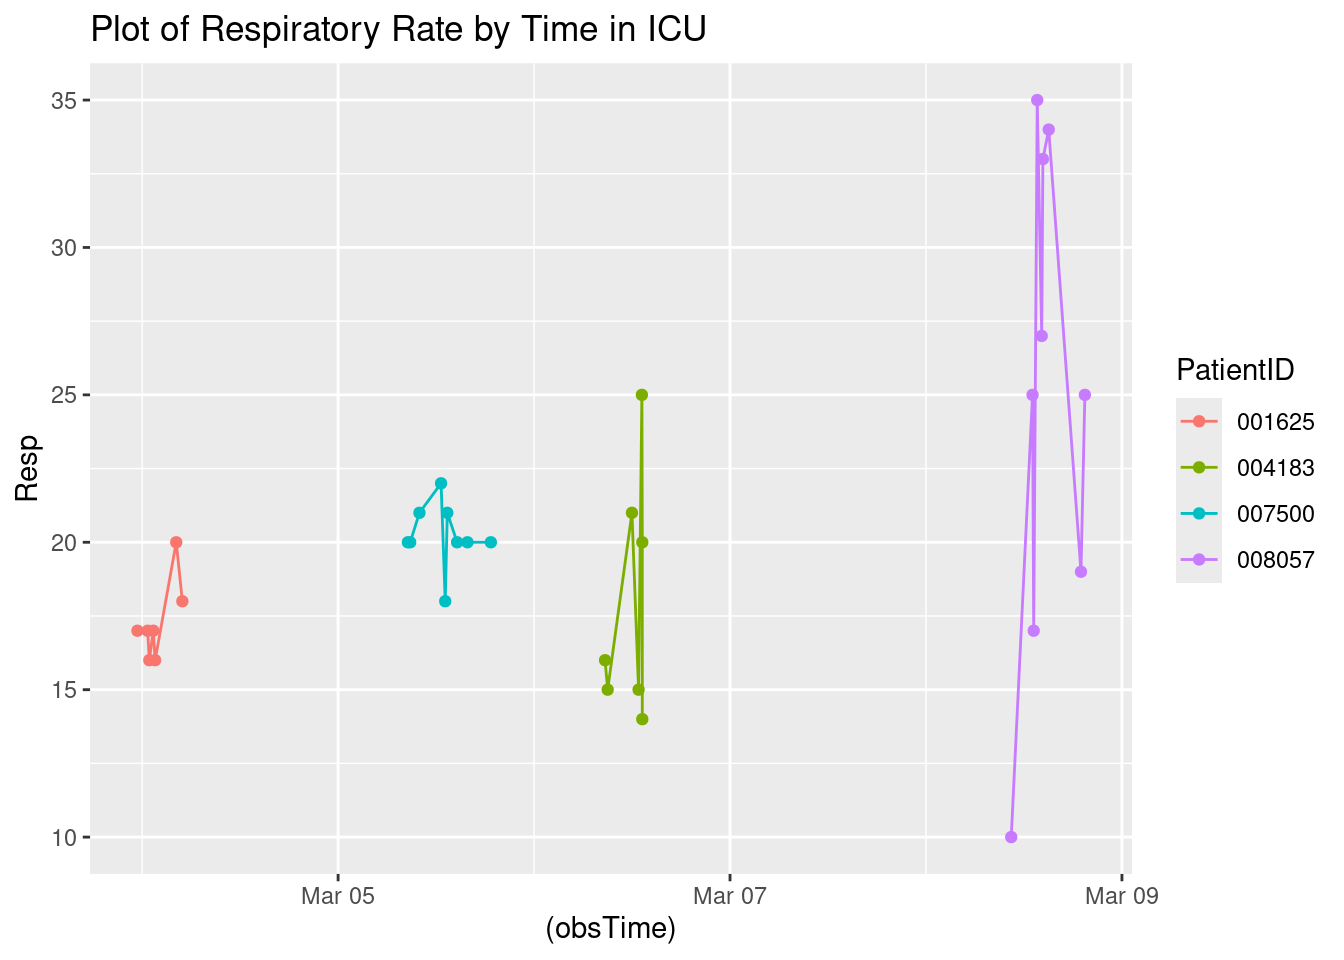 Plot of Respiratory Rate by Time in ICU
35
30
25
20
15
10
Resp
Mar 05
Mar 07
Mar 09
(obsTime)
PatientID
001625
004183
007500
008057